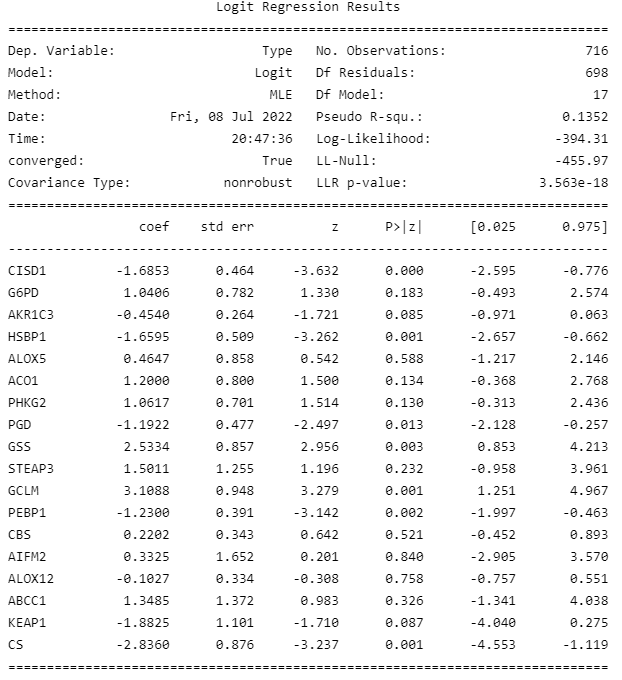 Logit Regression Results
==============================================================================
Dep. Variable: Type No. Observations: 716
Model: Logit Df Residuals: 698
Method: MLE Df Model: 17
Date: Fri, 08 Jul 2022 Pseudo R-squ.: 0.1352
Time: 20:47:36 Log-Likelihood: -394.31
converged: True LL-Null: -455.97
Covariance Type: nonrobust LLR p-value: 3.563e-18
==============================================================================
coef std err z P>|z| [0.025 0.975]
------------------------------------------------------------------------------
CISD1 -1.6853 0.464 -3.632 0.000 -2.595 -0.776
G6PD 1.0406 0.782 1.330 0.183 -0.493 2.574
AKR1C3 -0.4540 0.264 -1.721 0.085 -0.971 0.063
HSBP1 -1.6595 0.509 -3.262 0.001 -2.657 -0.662
ALOX5 0.4647 0.858 0.542 0.588 -1.217 2.146
ACO1 1.2000 0.800 1.500 0.134 -0.368 2.768
PHKG2 1.0617 0.701 1.514 0.130 -0.313 2.436
PGD -1.1922 0.477 -2.497 0.013 -2.128 -0.257
GSS 2.5334 0.857 2.956 0.003 0.853 4.213
STEAP3 1.5011 1.255 1.196 0.232 -0.958 3.961
GCLM 3.1088 0.948 3.279 0.001 1.251 4.967
PEBP1 -1.2300 0.391 -3.142 0.002 -1.997 -0.463
CBS 0.2202 0.343 0.642 0.521 -0.452 0.893
AIFM2 0.3325 1.652 0.201 0.840 -2.905 3.570
ALOX12 -0.1027 0.334 -0.308 0.758 -0.757 0.551
ABCC1 1.3485 1.372 0.983 0.326 -1.341 4.038
KEAP1 -1.8825 1.101 -1.710 0.087 -4.040 0.275
CS -2.8360 0.876 -3.237 0.001 -4.553 -1.119
==============================================================================